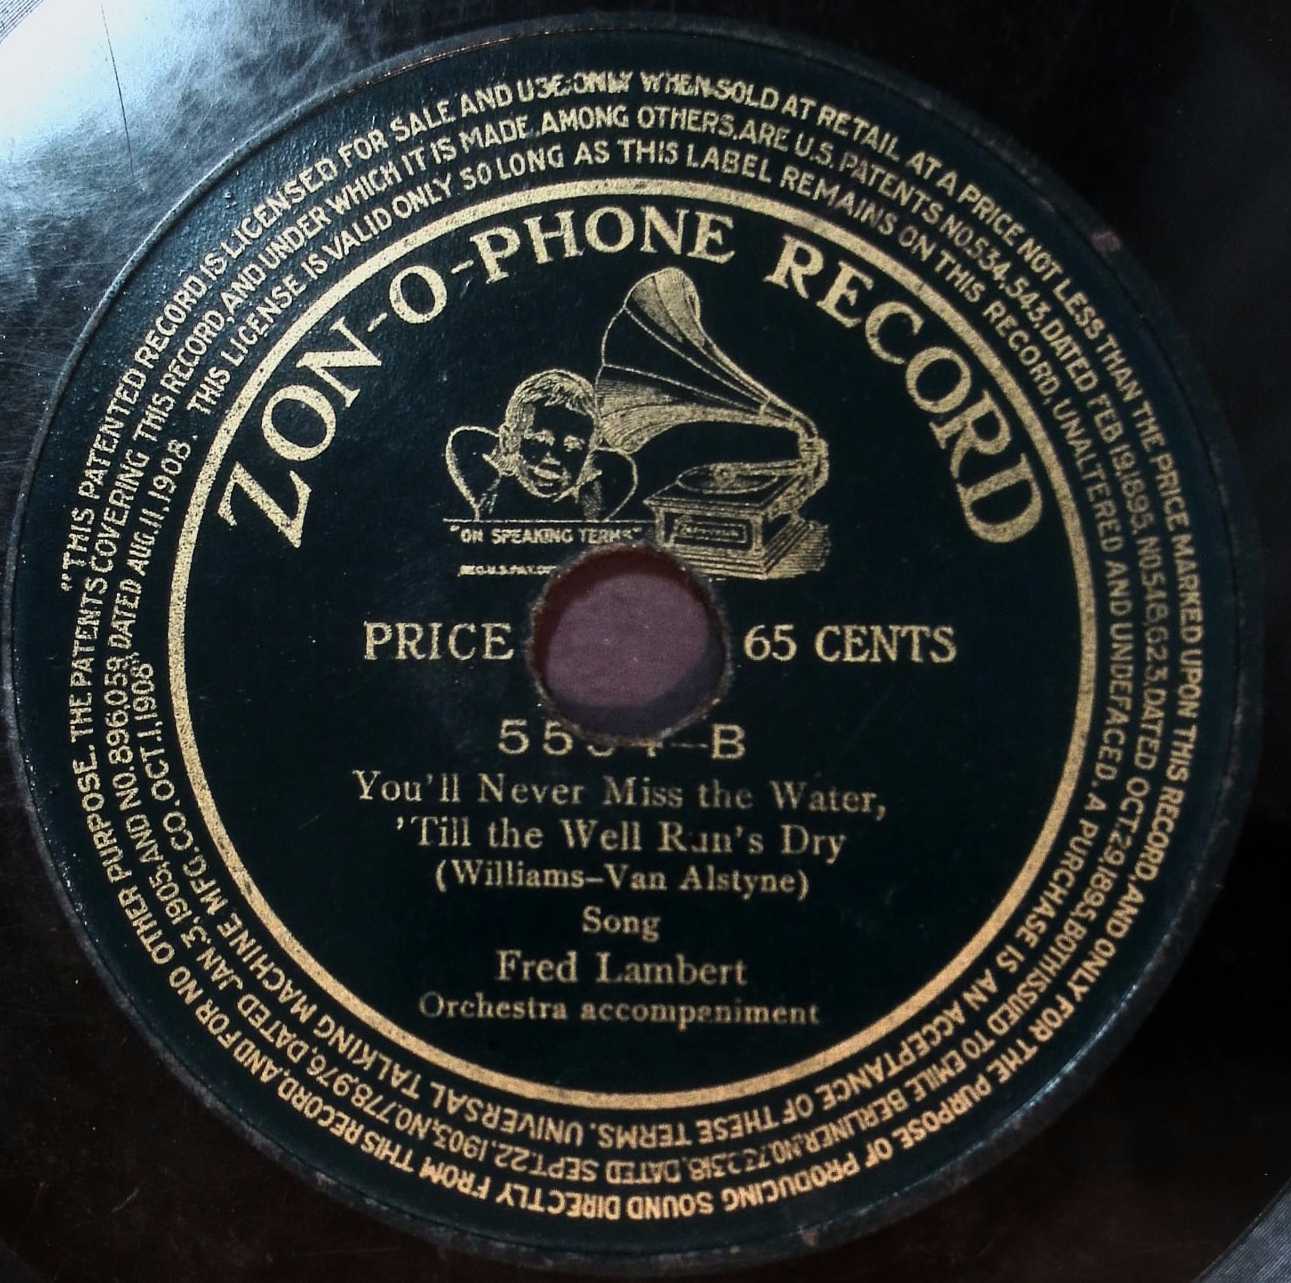 "THIS PATENTED RECORD IS LICENSED FOR SALE AND USE ONLY WHEN SOLD AT RETAIL AT A PRICE NOT LESS THAN THE PRICE MARKED UPON THIS RECORD, AND ONLY FOR THE PURPOSE OF PRODUCING SOUND DIRECTLY FROM THIS RECORD, AND FOR NO OTHER PURPOSE. THE PATENTS
COVERING THIS RECORD, AND UNDER WHICH IT IS MADE, AMONG OTHERS, ARE U.S. PATENTS NO. 534,543, DATED FEB. 19, 1895, NO. 548,623, DATED OCT. 29, 1895, BOTH ISSUED TO EMILE BERLINER, DATED SEPT. 22, 1903, NO. 778,976, DATED JAN. 3, 1905, AND NO. 896,059, DATED AUG. 11, 1908.
THIS LICENSE IS VALID ONLY SO LONG AS THIS LABEL REMAINS ON THIS RECORD, UNALTERED AND UNDEFACED. A PURCHASE IS AN ACCEPTANCE OF THESE TERMS. UNIVERSAL TALKING MACHINE MFG. CO. OCT. 1, 1908"
ZON-O-PHONE RECORD
"ON SPEAKING TERMS"
REG. U.S. PAT. OFF.
PRICE 65 CENTS
You'll Never Miss the Water,
'Till the Well Run's Dry
(Williams–Van Alstyne)
Song
Fred Lambert
Orchestra accompaniment